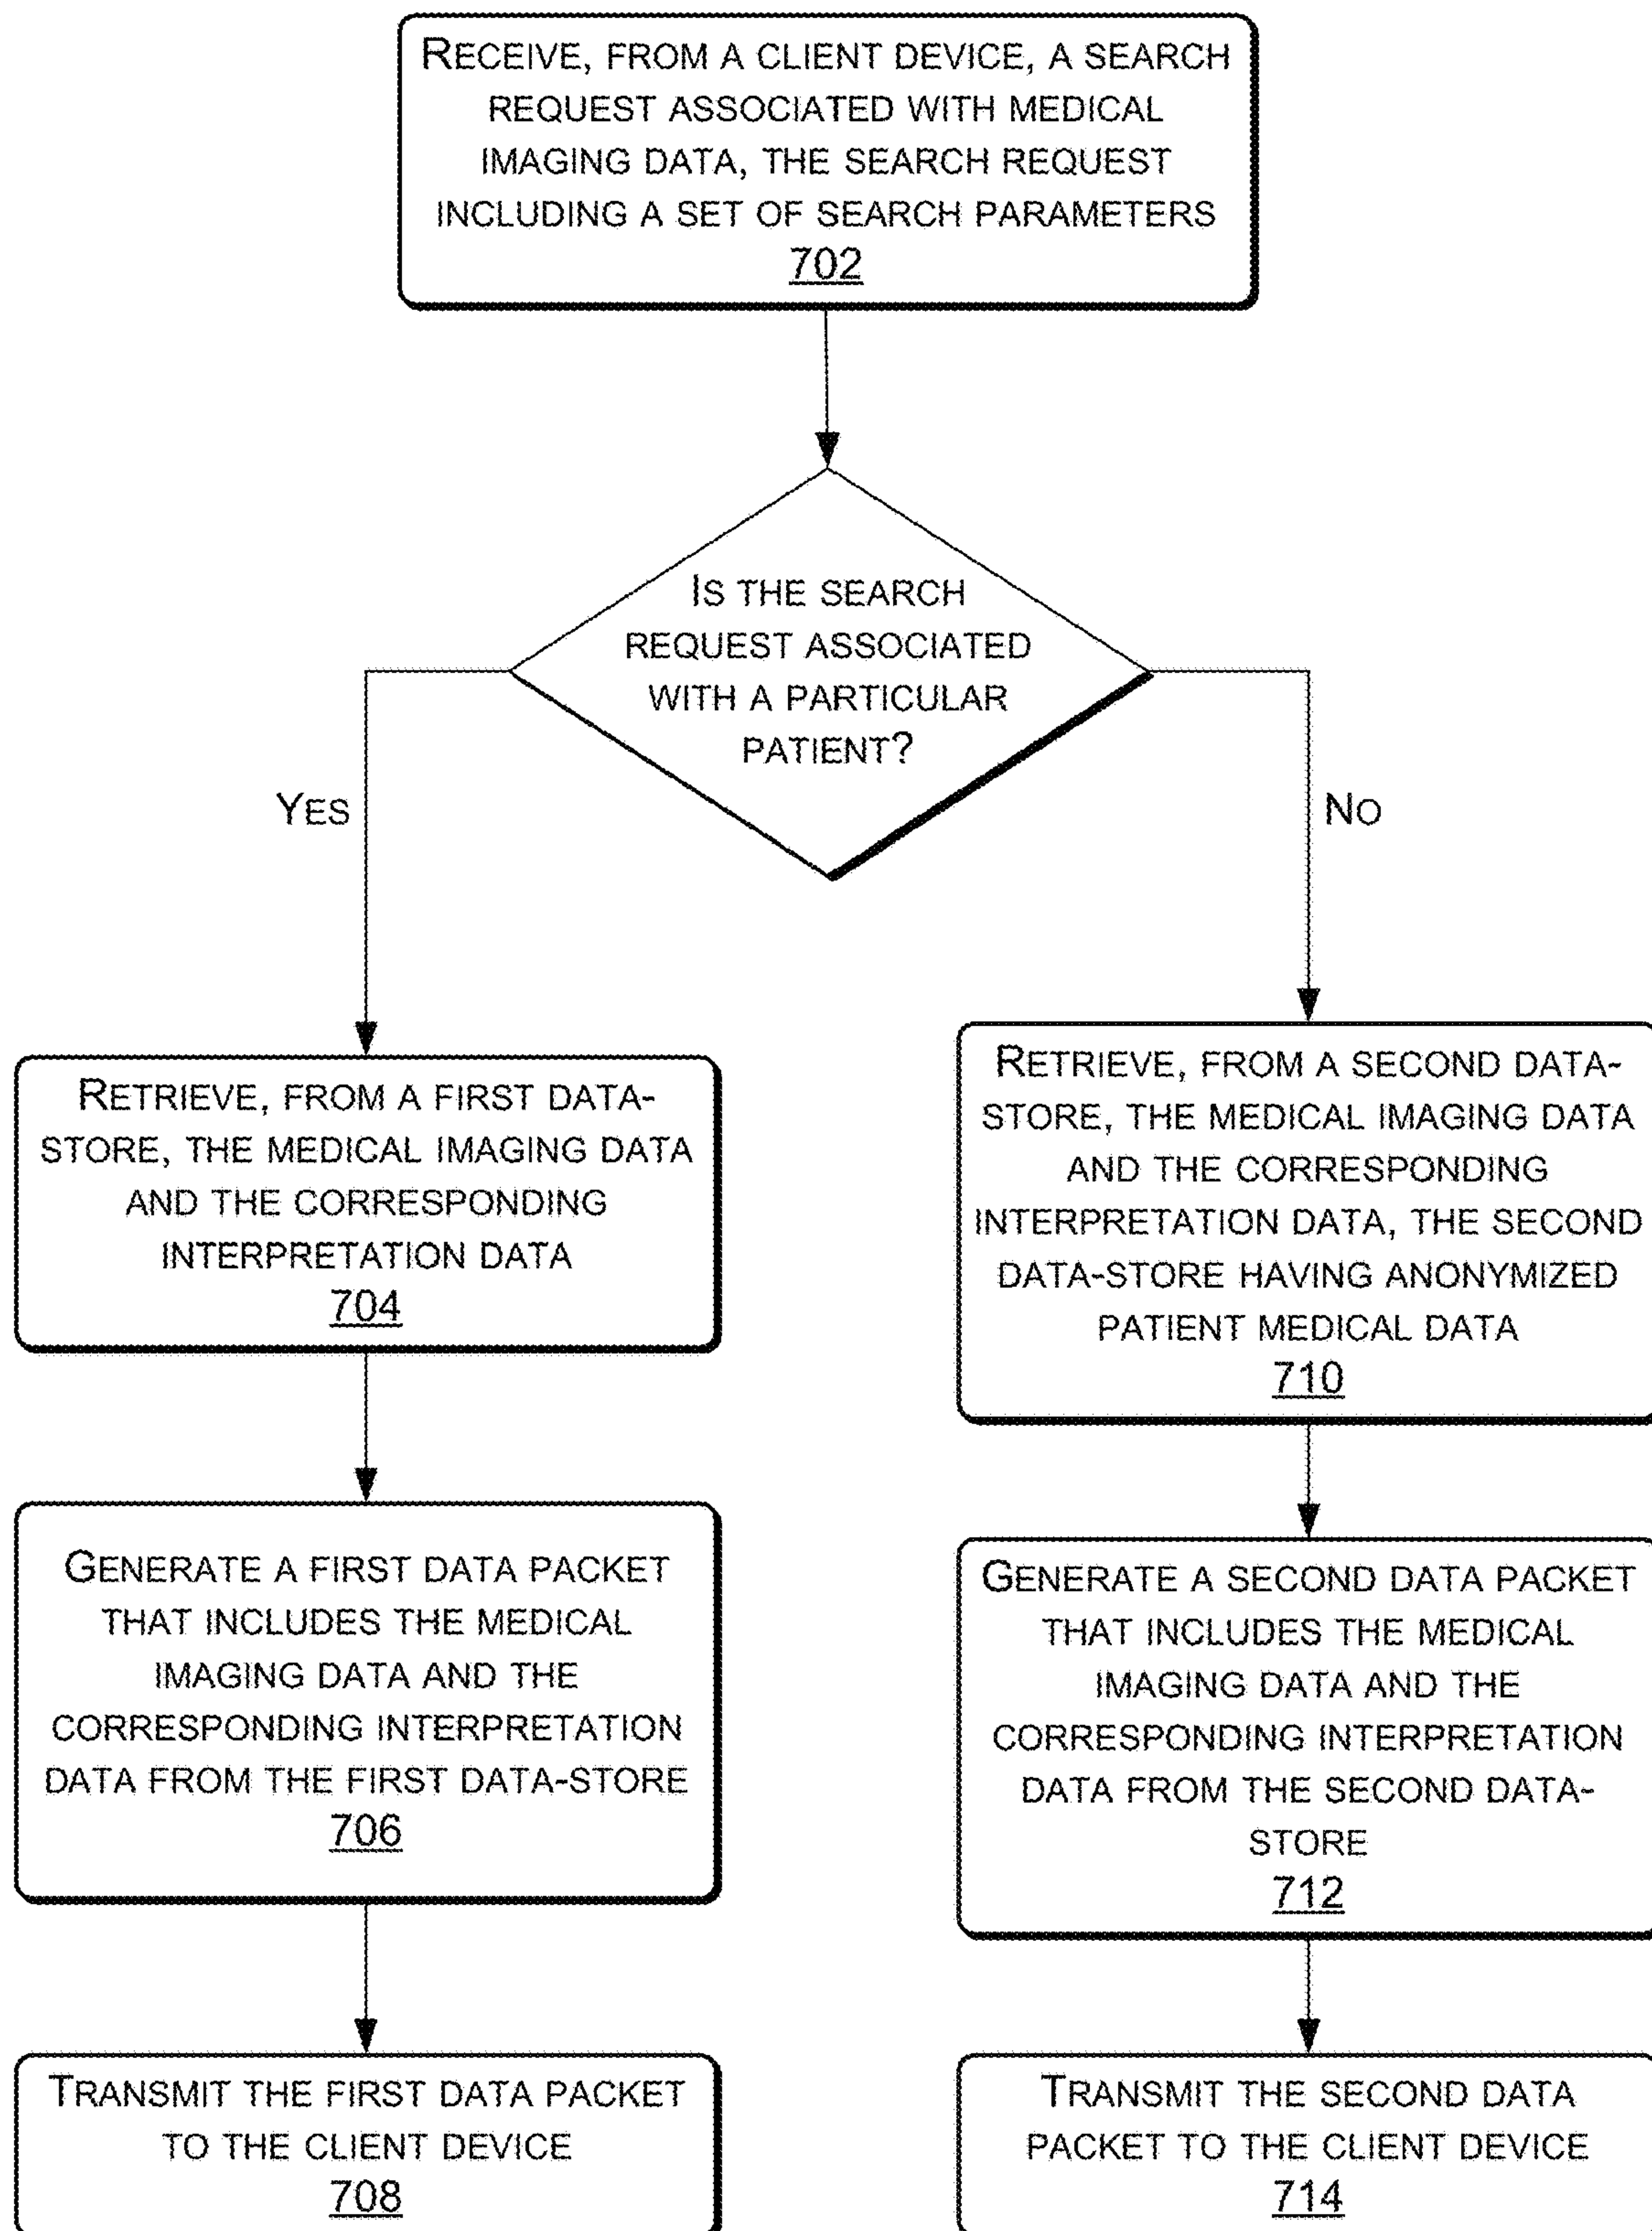 RECEIVE, FROM A CLIENT DEVICE, A SEARCH
REQUEST ASSOCIATED WITH MEDICAL
IMAGING DATA, THE SEARCH REQUEST
INCLUDING A SET OF SEARCH PARAMETERS
702
IS THE SEARCH
REQUEST ASSOCIATED
WITH A PARTICULAR
PATIENT?
YES
NO
RETRIEVE, FROM A FIRST DATA-
STORE, THE MEDICAL IMAGING DATA
AND THE CORRESPONDING
INTERPRETATION DATA
704
RETRIEVE, FROM A SECOND DATA-
STORE, THE MEDICAL IMAGING DATA
AND THE CORRESPONDING
INTERPRETATION DATA, THE SECOND
DATA-STORE HAVING ANONYMIZED
PATIENT MEDICAL DATA
710
GENERATE A FIRST DATA PACKET
THAT INCLUDES THE MEDICAL
IMAGING DATA AND THE
CORRESPONDING INTERPRETATION
DATA FROM THE FIRST DATA-STORE
706
GENERATE A SECOND DATA PACKET
THAT INCLUDES THE MEDICAL
IMAGING DATA AND THE
CORRESPONDING INTERPRETATION
DATA FROM THE SECOND DATA-
STORE
712
TRANSMIT THE FIRST DATA PACKET
TO THE CLIENT DEVICE
708
TRANSMIT THE SECOND DATA
PACKET TO THE CLIENT DEVICE
714